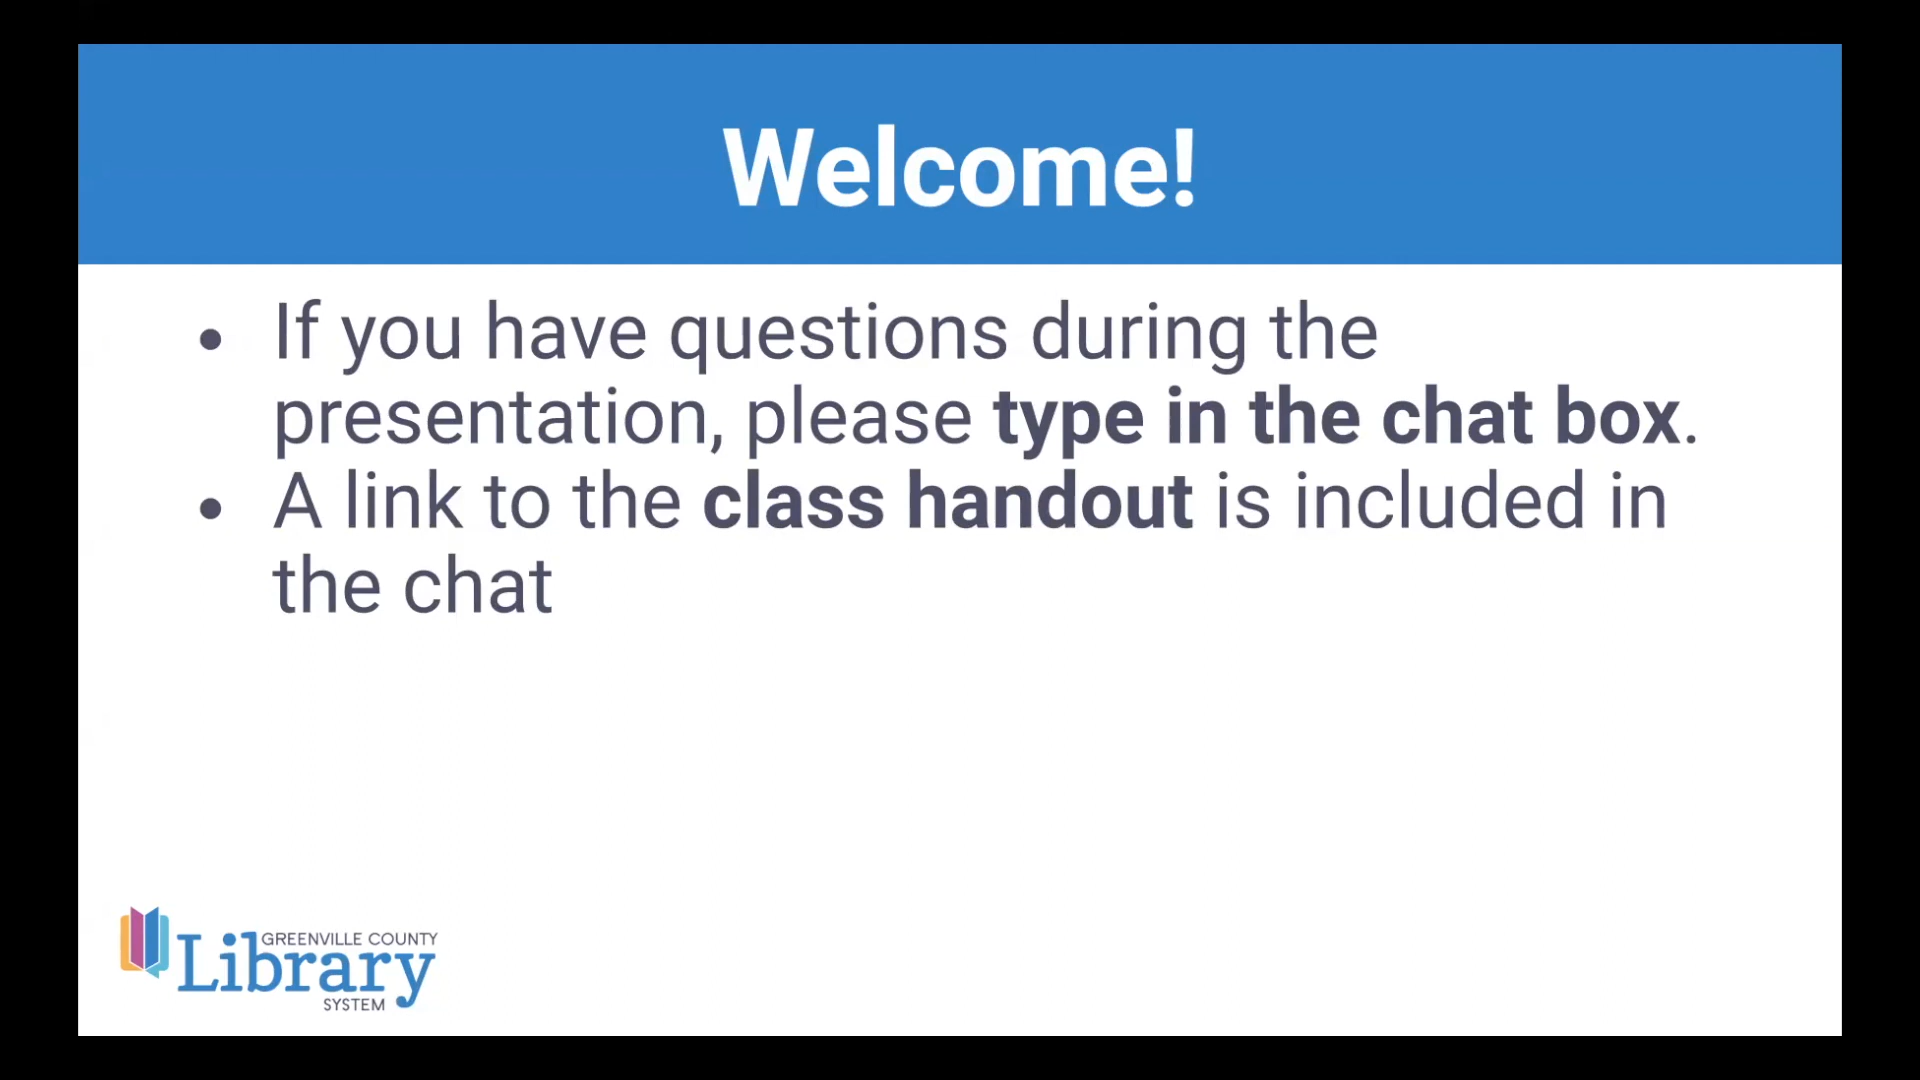 Welcome!
• If you have questions during the
presentation, please type in the chat box.
• A link to the class handout is included in
the chat
GREENVILLE COUNTY
Library
SYSTEM